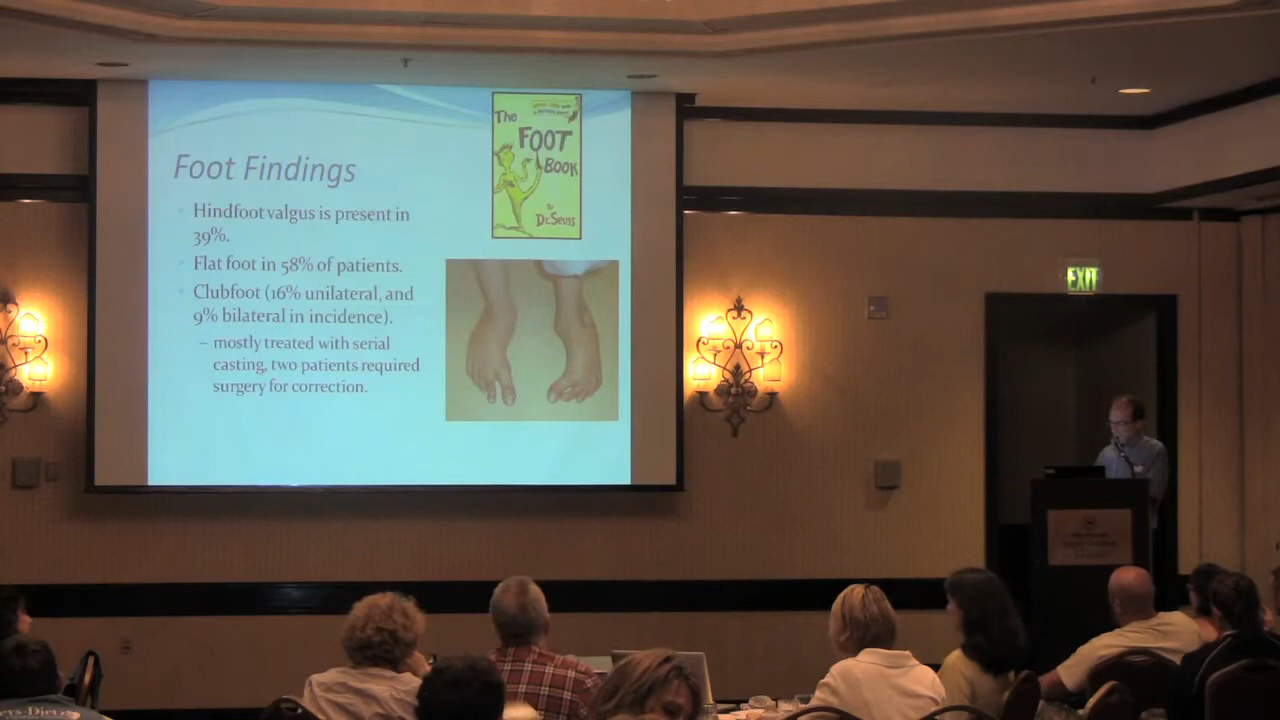 The
FOOT
BOOK
By
Dr. Seuss
Foot Findings
Hindfoot valgus is present in
39%.
Flat foot in 58% of patients.
Clubfoot (16% unilateral, and
9% bilateral in incidence).
– mostly treated with serial
casting, two patients required
surgery for correction.
EXIT